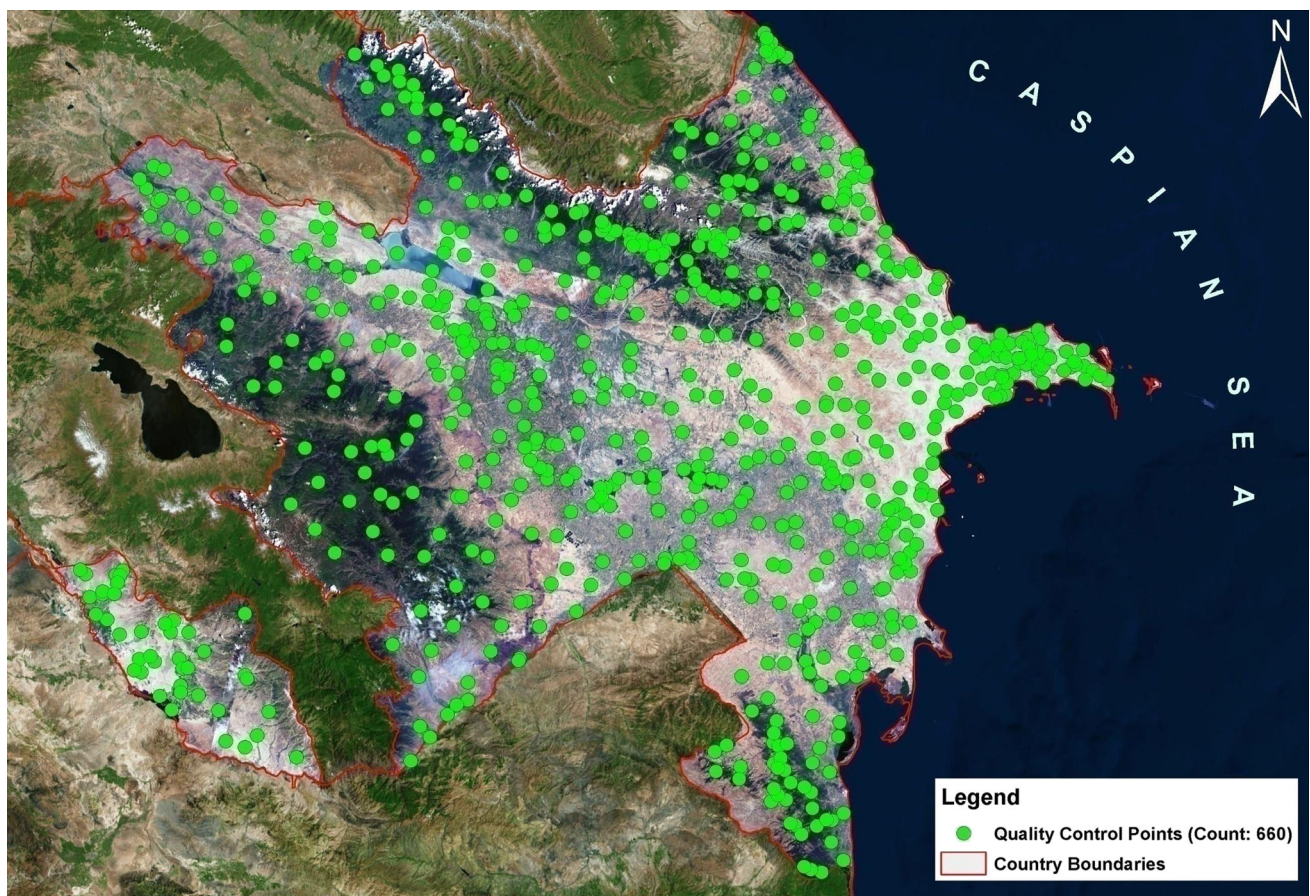 N
CASPIAN SEA
Legend
Quality Control Points (Count: 660)
Country Boundaries